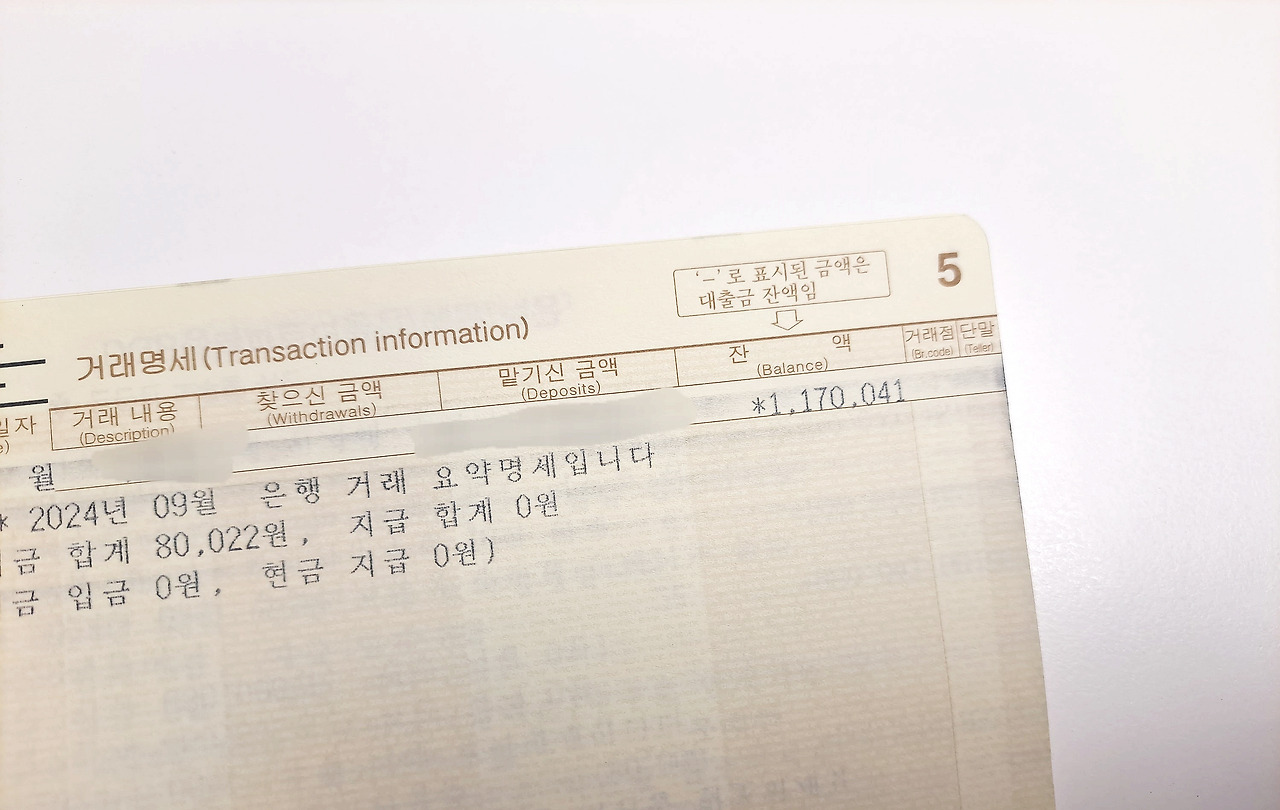 5
'–'로 표시된 금액은
대출금 잔액임
거래명세(Transaction information)
일자 거래 내용 찾으신 금액 맡기신 금액 잔 액 거래점 단말
(Description) (Withdrawals) (Deposits) (Balance) (Br.code) (Teller)
*1,170,041
월
* 2024년 09월 은행 거래 요약명세입니다
금 합계 80,022원, 지급 합계 0원
금 입금 0원, 현금 지급 0원)